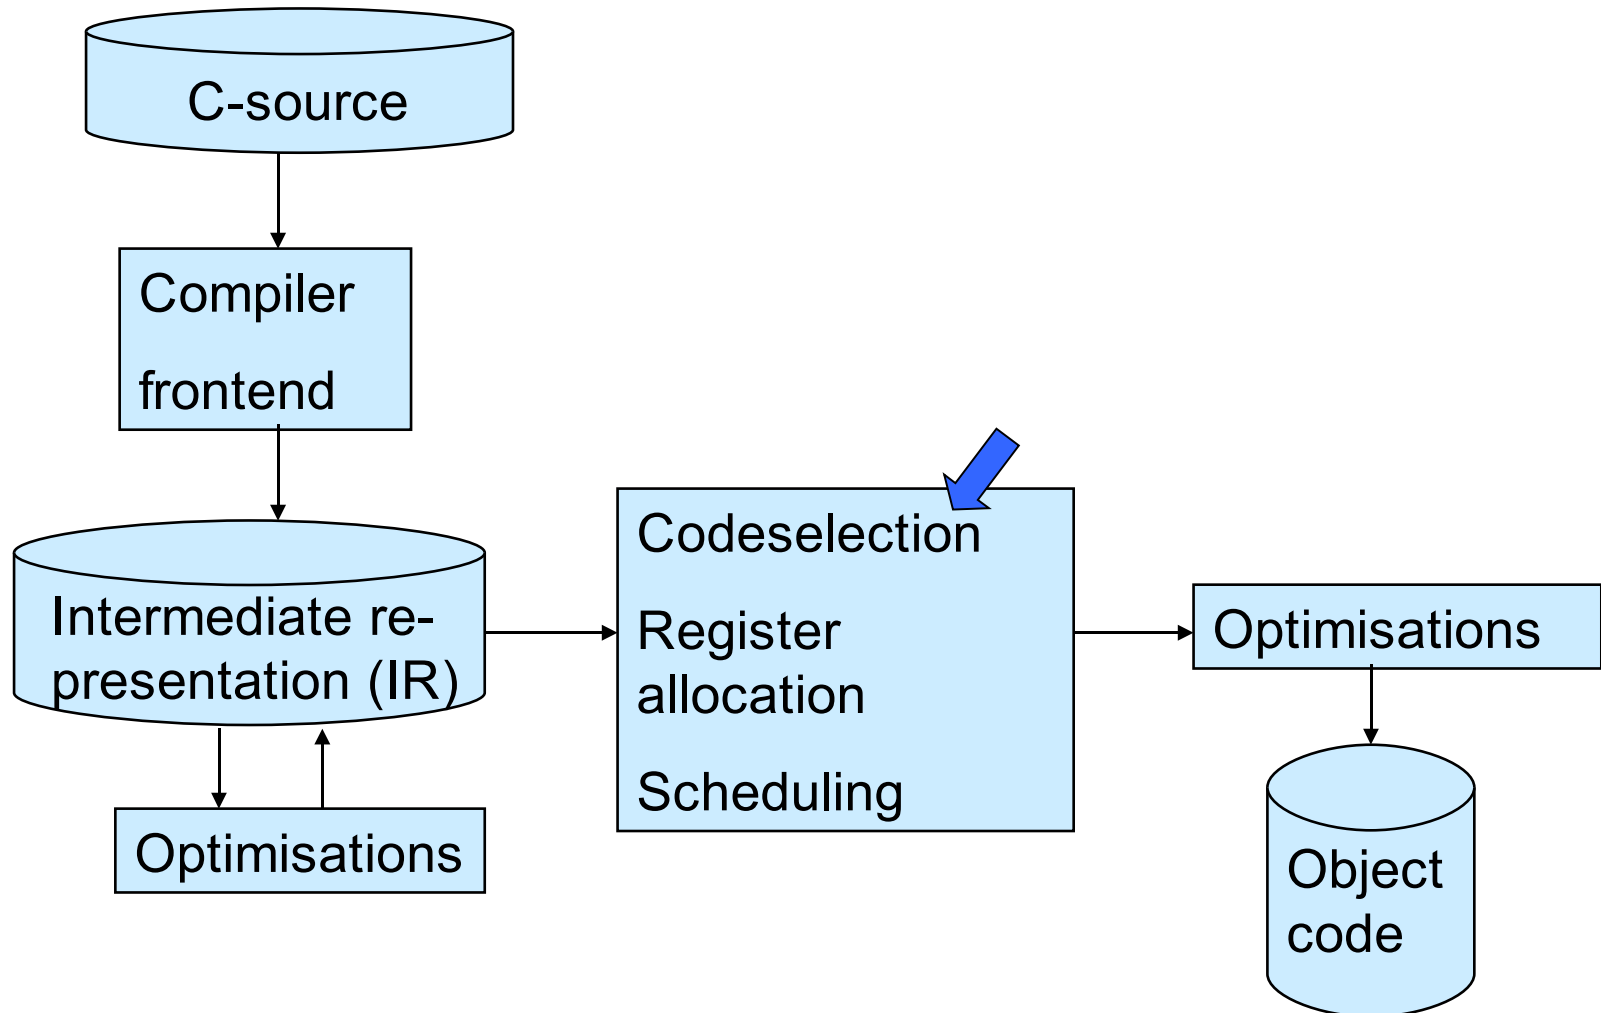 C-source
Compiler
frontend
Intermediate re-
presentation (IR)
Optimisations
Codeselection
Register
allocation
Scheduling
Optimisations
Object
code